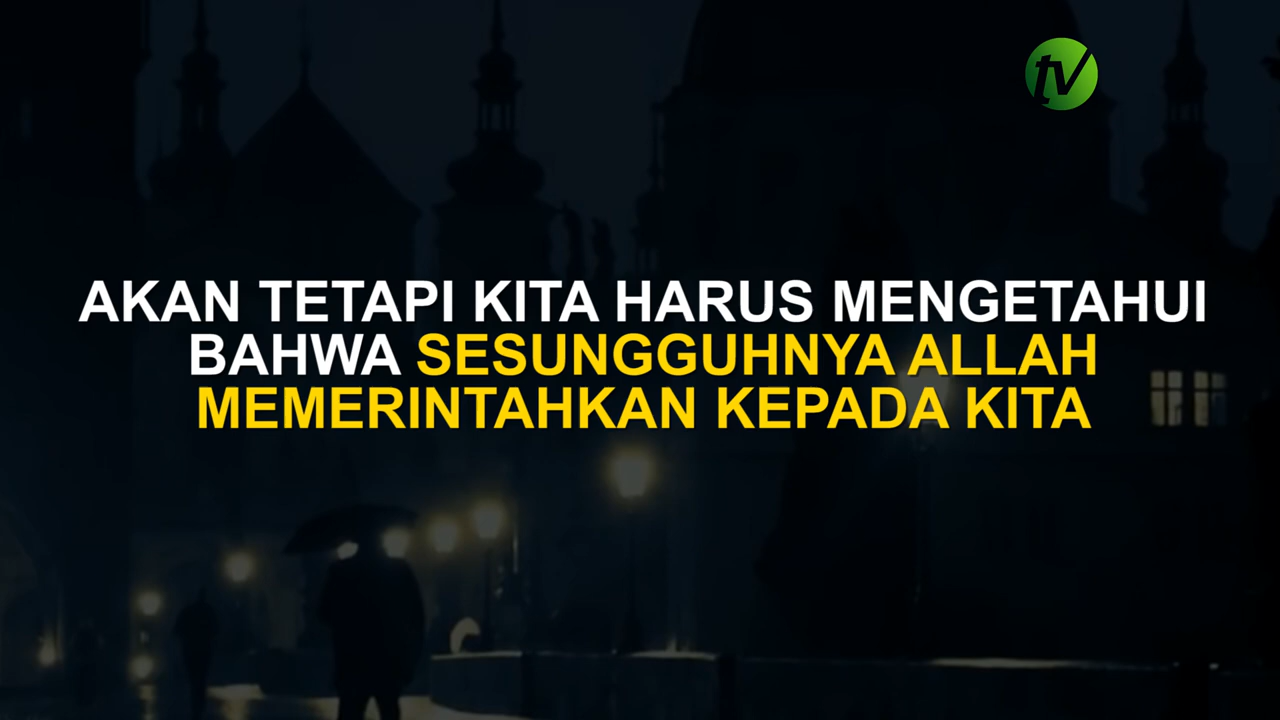 tv
AKAN TETAPI KITA HARUS MENGETAHUI
BAHWA SESUNGGUHNYA ALLAH
MEMERINTAHKAN KEPADA KITA